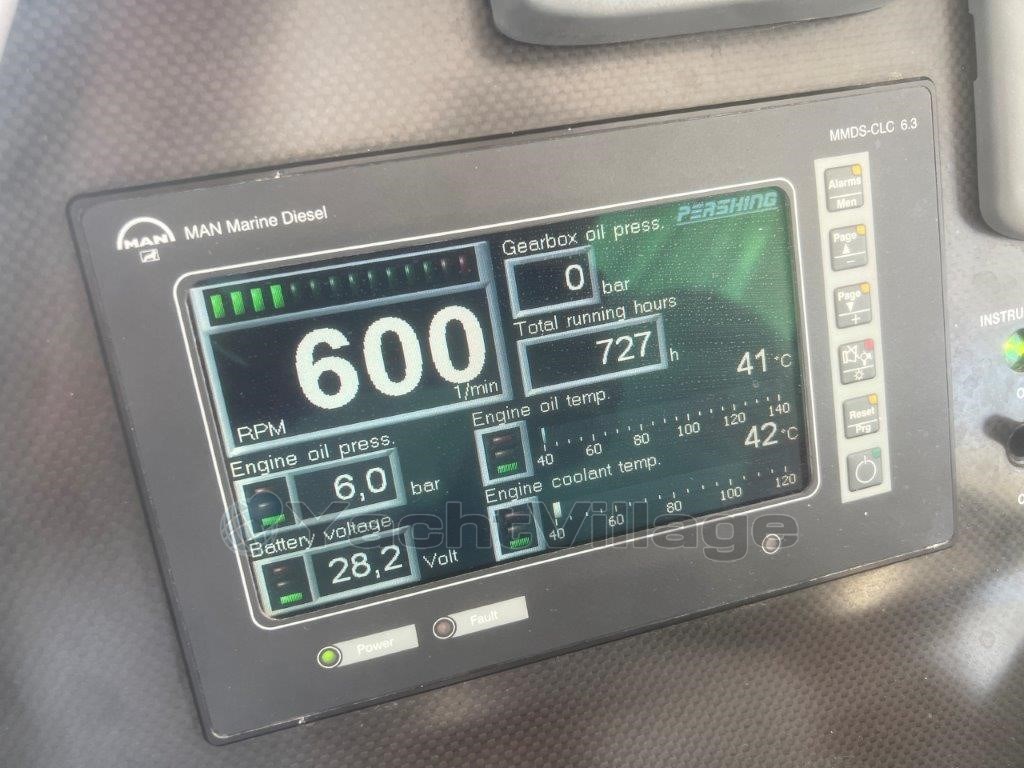 MMDS-CLC 6.3
MAN
MAN Marine Diesel
PERSHING
Alarms
Men
Page
-
Page
+
Reset
Prg
600
1/min
RPM
Gearbox oil press.
0 bar
Total running hours
727 h
41 °C
Engine oil temp.
40 60 80 100 120 140
42 °C
Engine coolant temp.
40 60 80 100 120
Engine oil press.
6,0 bar
Battery voltage
28,2 Volt
YachtVillage
Power
Fault
INSTRU